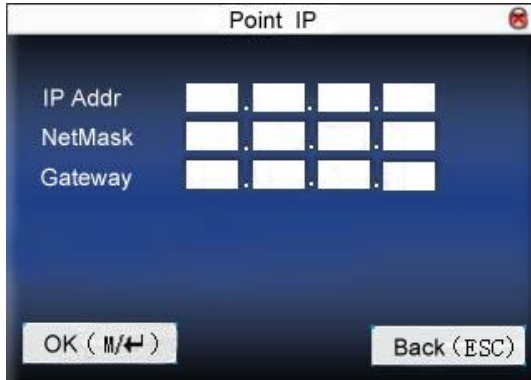 Point IP
IP Addr . . .
NetMask . . .
Gateway . . .
OK (M/↵) Back (ESC)